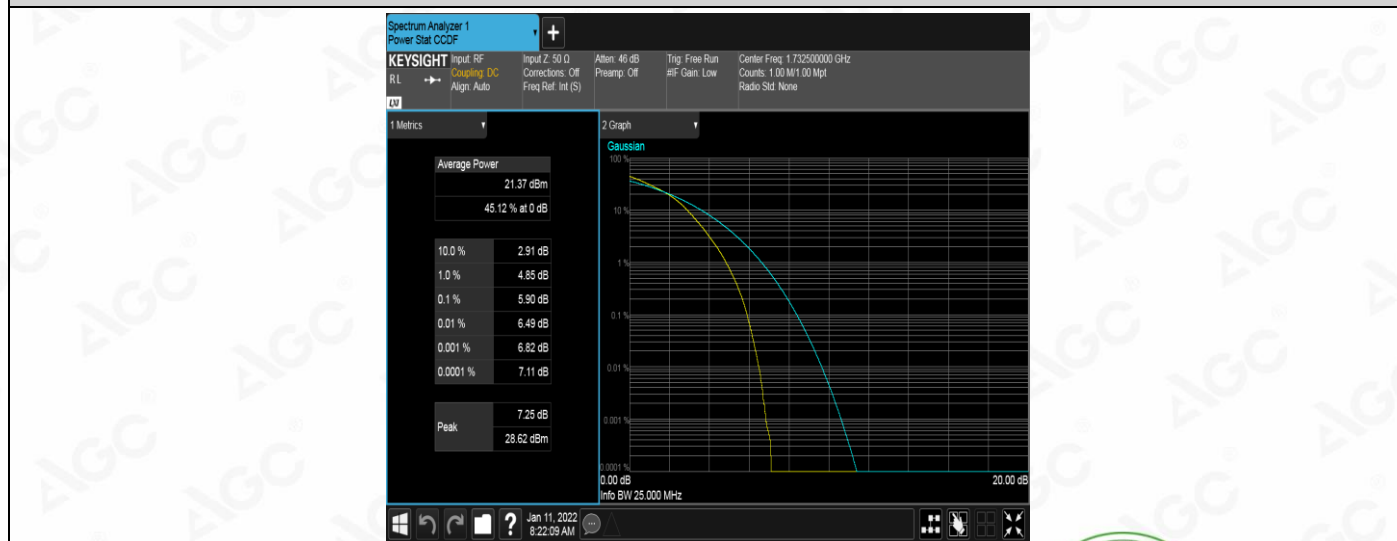 Spectrum Analyzer 1
Power Stat CCDF
+
KEYSIGHT
RL
LXI
Input: RF
Coupling: DC
Align: Auto
Input Z: 50 Ω
Corrections: Off
Freq Ref: Int (S)
Atten: 46 dB
Preamp: Off
Trig: Free Run
#IF Gain: Low
Center Freq: 1.732500000 GHz
Counts: 1.00 M/1.00 Mpt
Radio Std: None
1 Metrics
Average Power
21.37 dBm
45.12 % at 0 dB
10.0 % 2.91 dB
1.0 % 4.85 dB
0.1 % 5.90 dB
0.01 % 6.49 dB
0.001 % 6.82 dB
0.0001 % 7.11 dB
Peak
7.25 dB
28.62 dBm
2 Graph
Gaussian
100 %
10 %
1 %
0.1 %
0.01 %
0.001 %
0.0001 %
0.00 dB
20.00 dB
Info BW 25.000 MHz
?
Jan 11, 2022
8:22:09 AM
AGC